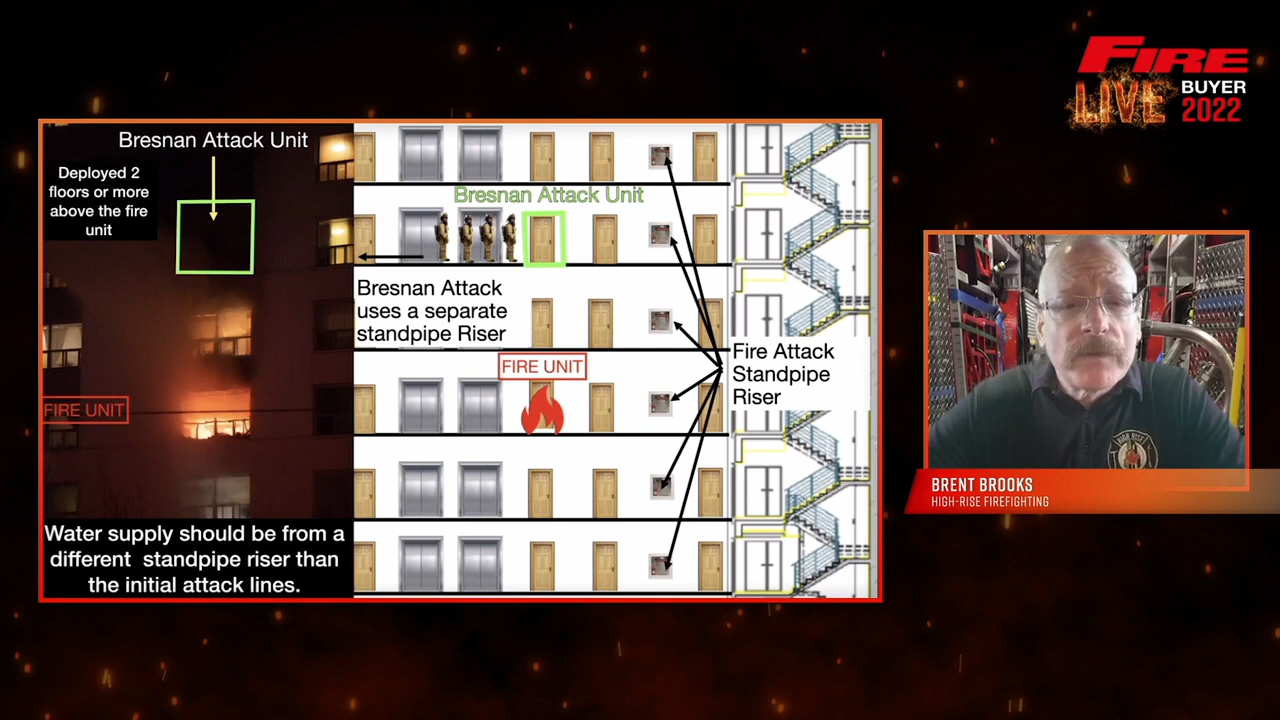 FIRE
LIVE
BUYER
2022
Bresnan Attack Unit
Deployed 2
floors or more
above the fire
unit
FIRE UNIT
Water supply should be from a
different standpipe riser than
the initial attack lines.
Bresnan Attack Unit
Bresnan Attack
uses a separate
standpipe Riser
FIRE UNIT
Fire Attack
Standpipe
Riser
HIGH RISE
BRENT BROOKS
HIGH-RISE FIREFIGHTING